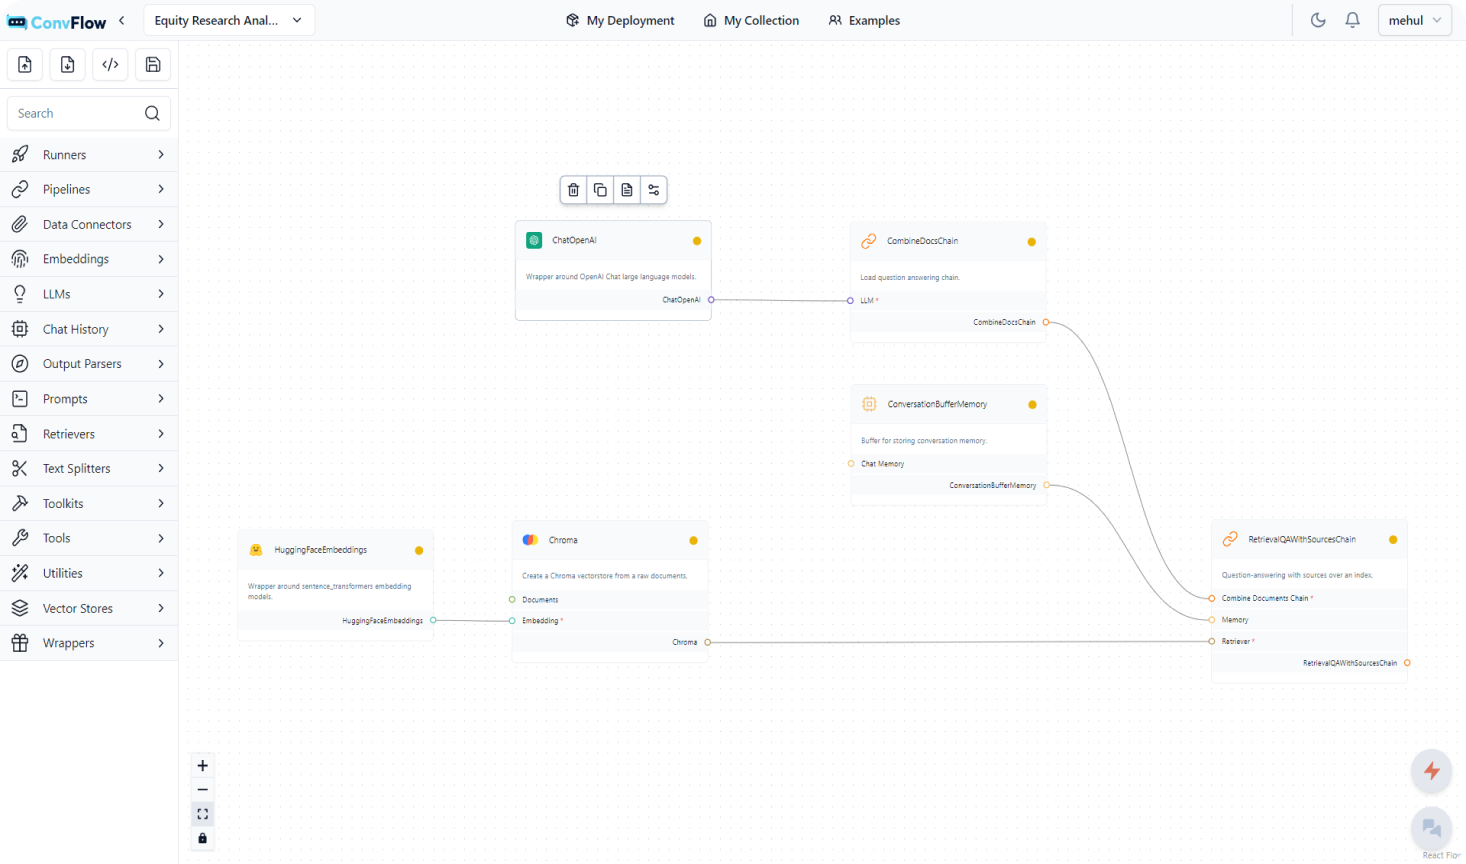 ConvFlow
Equity Research Anal...
My Deployment
My Collection
Examples
mehul
Search
Runners
Pipelines
Data Connectors
Embeddings
LLMs
Chat History
Output Parsers
Prompts
Retrievers
Text Splitters
Toolkits
Tools
Utilities
Vector Stores
Wrappers
ChatOpenAI
Wrapper around OpenAI Chat large language models.
ChatOpenAI
CombineDocsChain
Load question answering chain.
LLM *
CombineDocsChain
ConversationBufferMemory
Buffer for storing conversation memory.
Chat Memory
ConversationBufferMemory
HuggingFaceEmbeddings
Wrapper around sentence_transformers embedding
models.
HuggingFaceEmbeddings
Chroma
Create a Chroma vectorstore from a raw documents.
Documents
Embedding *
Chroma
RetrievalQAWithSourcesChain
Question-answering with sources over an index.
Combine Documents Chain *
Memory
Retriever *
RetrievalQAWithSourcesChain
React Flow